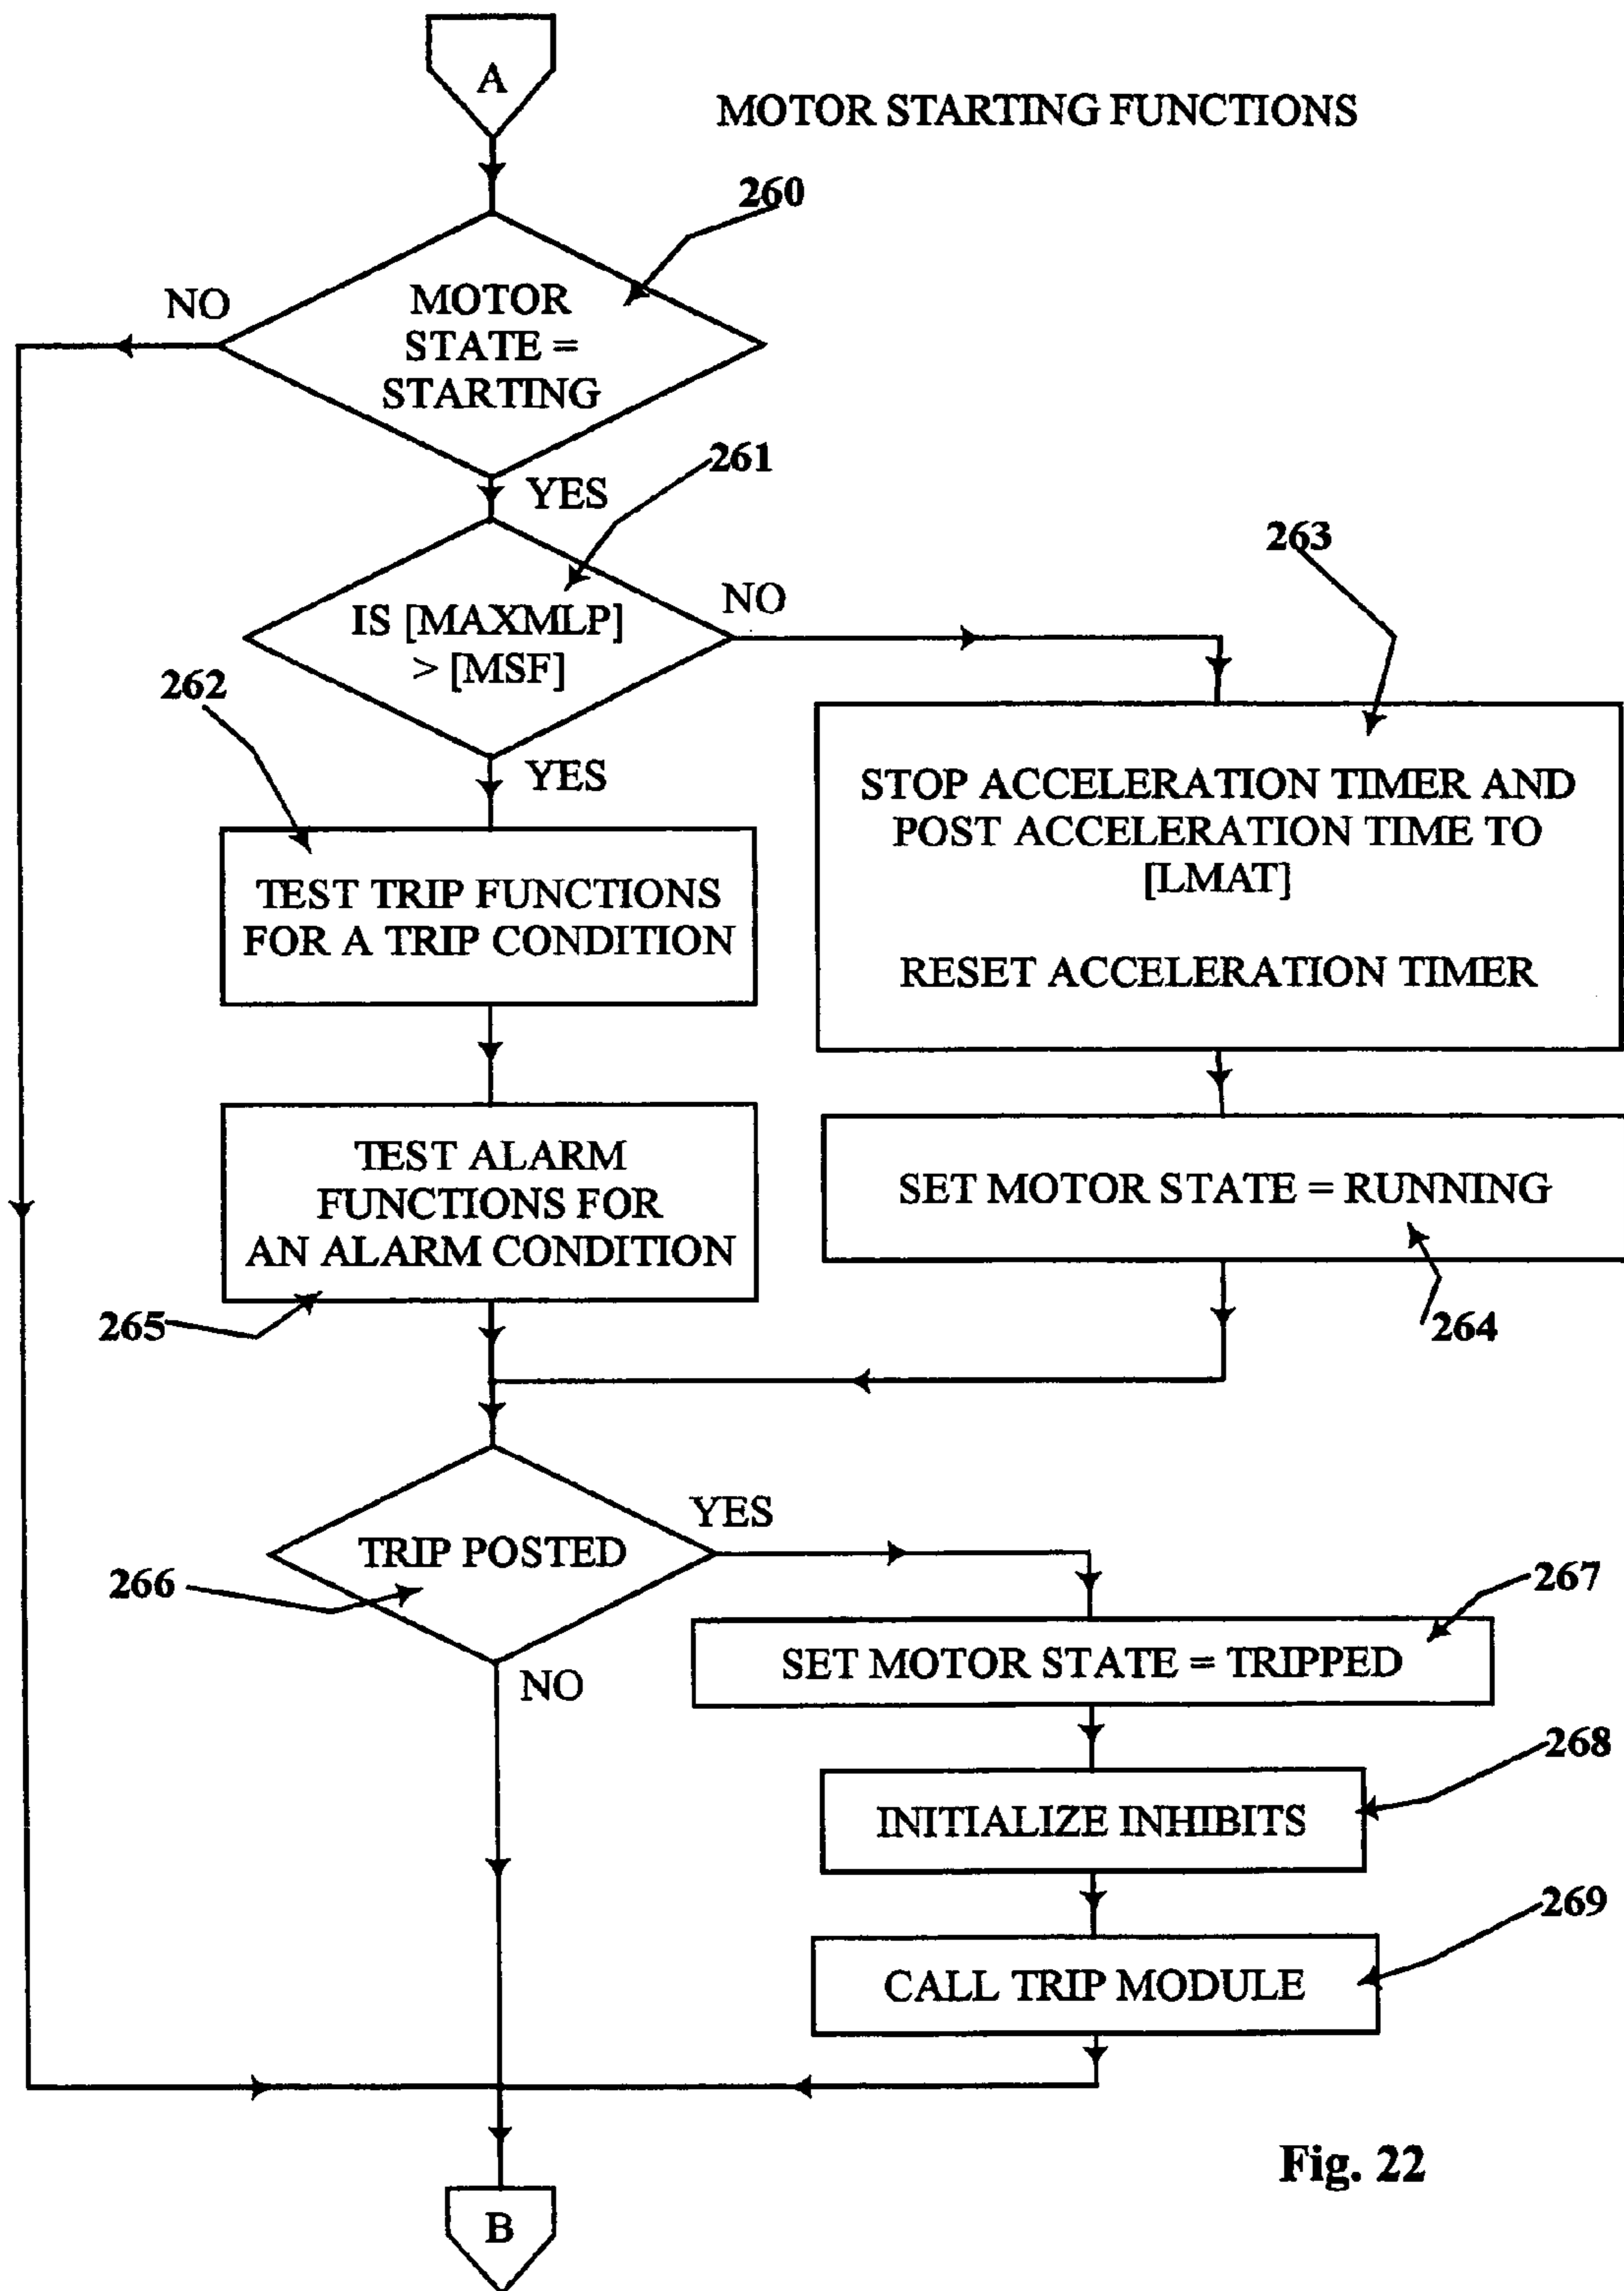 A
MOTOR STARTING FUNCTIONS
260
NO
MOTOR
STATE =
STARTING
261
YES
263
IS [MAXMLP]
> [MSF]
NO
262
YES
STOP ACCELERATION TIMER AND
POST ACCELERATION TIME TO
[LMAT]
RESET ACCELERATION TIMER
TEST TRIP FUNCTIONS
FOR A TRIP CONDITION
TEST ALARM
FUNCTIONS FOR
AN ALARM CONDITION
SET MOTOR STATE = RUNNING
265
264
YES
TRIP POSTED
266
267
SET MOTOR STATE = TRIPPED
NO
268
INITIALIZE INHIBITS
269
CALL TRIP MODULE
Fig. 22
B